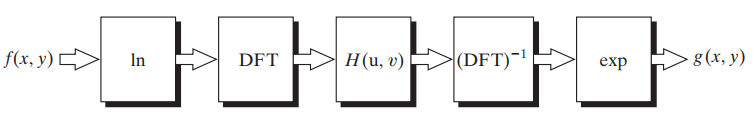 f(x, y) ln DFT H(u, v) (DFT)⁻¹ exp g(x, y)